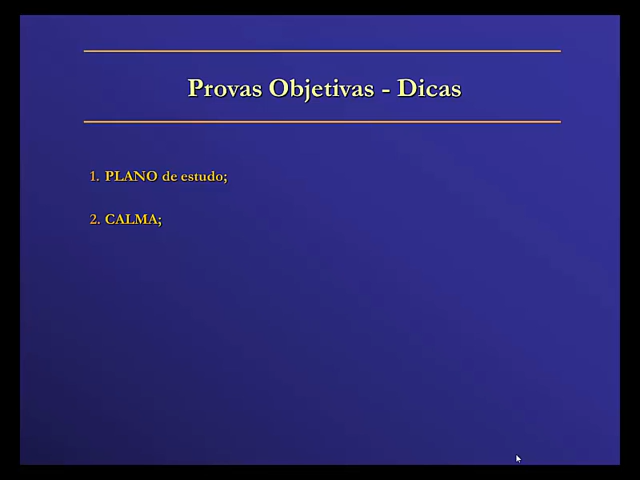 Provas Objetivas - Dicas
1. PLANO de estudo;
2. CALMA;